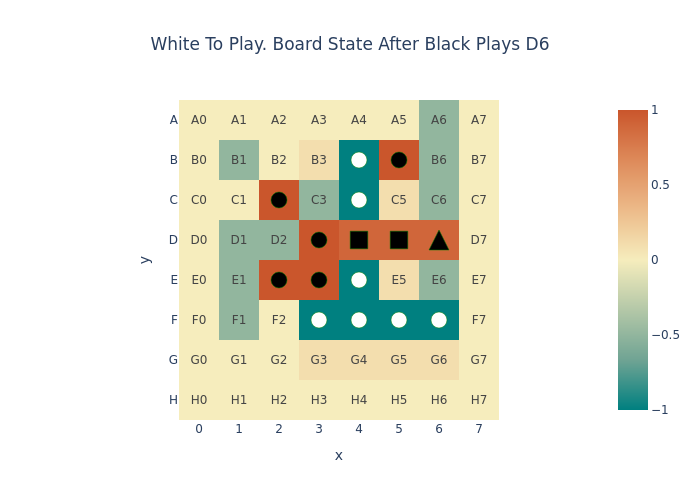 White To Play. Board State After Black Plays D6
A A0 A1 A2 A3 A4 A5 A6 A7
B B0 B1 B2 B3 B6 B7
C C0 C1 C3 C5 C6 C7
D D0 D1 D2 D7
E E0 E1 E5 E6 E7
F F0 F1 F2 F7
G G0 G1 G2 G3 G4 G5 G6 G7
H H0 H1 H2 H3 H4 H5 H6 H7
0 1 2 3 4 5 6 7
x
y
1
0.5
0
−0.5
−1